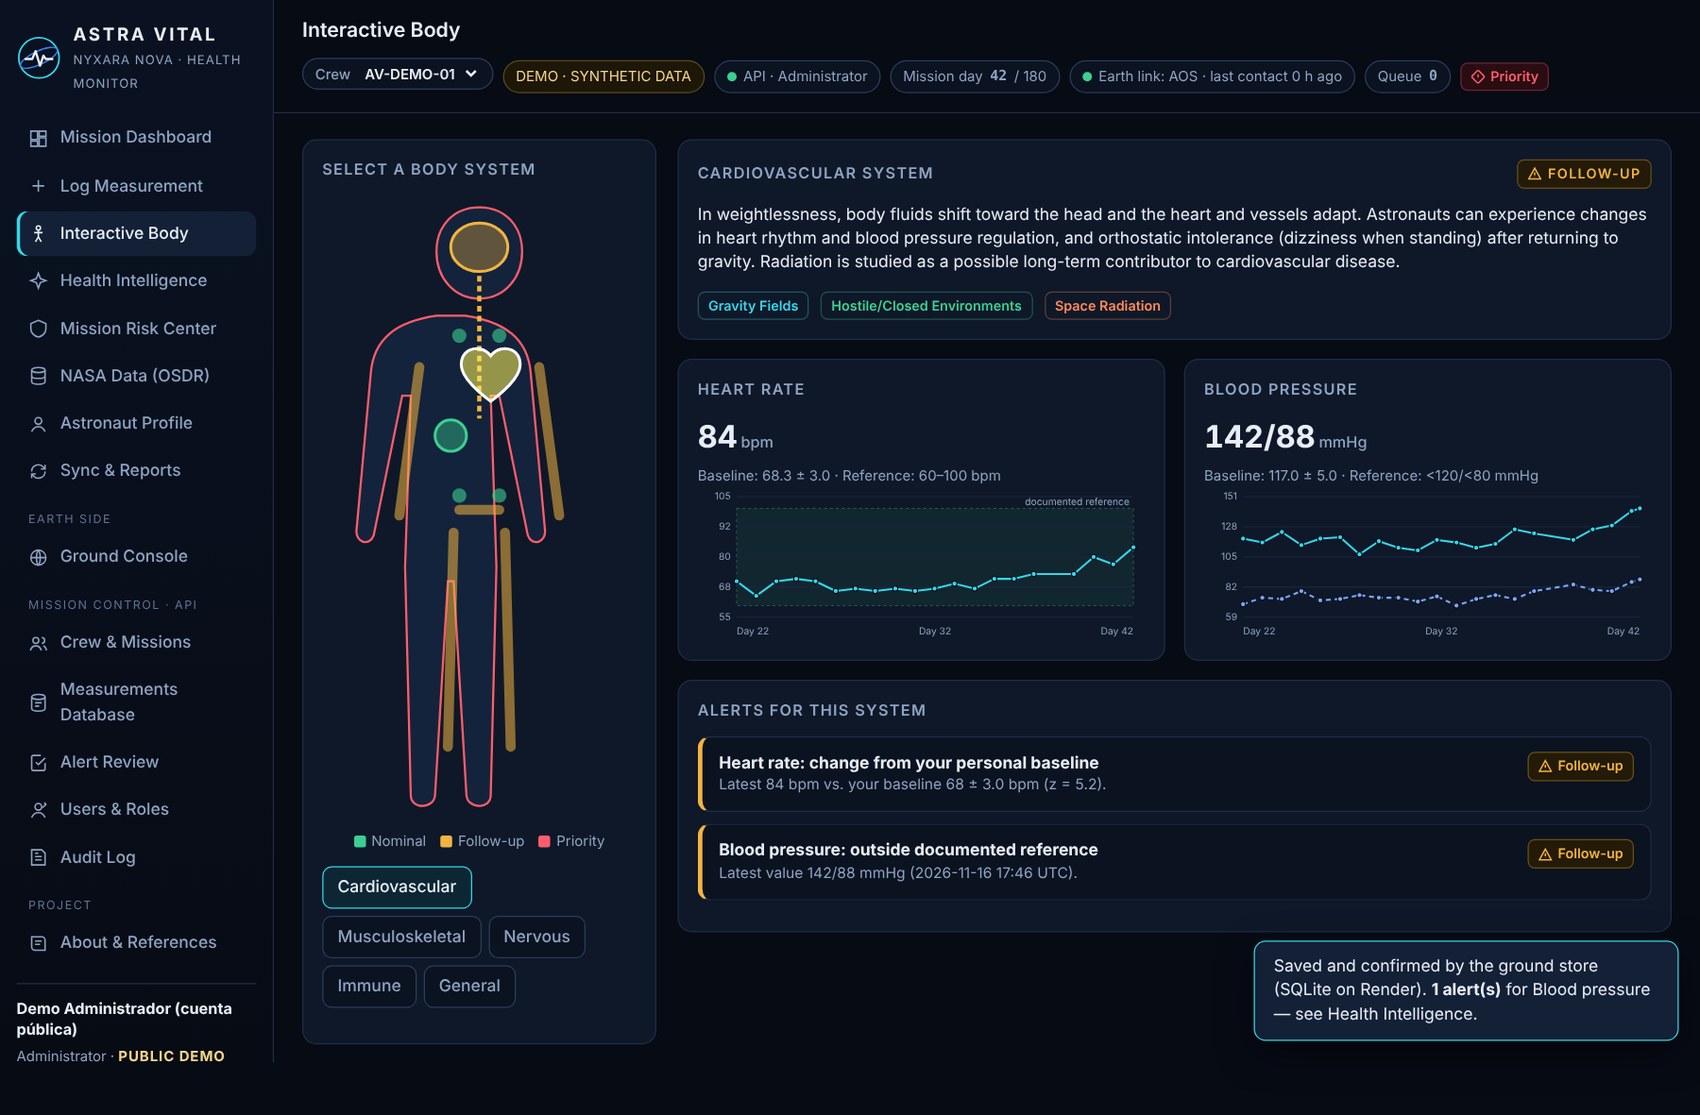 ASTRA VITAL
NYXARA NOVA · HEALTH
MONITOR
Mission Dashboard
Log Measurement
Interactive Body
Health Intelligence
Mission Risk Center
NASA Data (OSDR)
Astronaut Profile
Sync & Reports
EARTH SIDE
Ground Console
MISSION CONTROL · API
Crew & Missions
Measurements
Database
Alert Review
Users & Roles
Audit Log
PROJECT
About & References
Demo Administrador (cuenta
pública)
Administrator · PUBLIC DEMO
Interactive Body
Crew AV-DEMO-01
DEMO · SYNTHETIC DATA
API · Administrator
Mission day 42 / 180
Earth link: AOS · last contact 0 h ago
Queue 0
Priority
SELECT A BODY SYSTEM
Nominal Follow-up Priority
Cardiovascular
Musculoskeletal Nervous
Immune General
CARDIOVASCULAR SYSTEM
FOLLOW-UP
In weightlessness, body fluids shift toward the head and the heart and vessels adapt. Astronauts can experience changes
in heart rhythm and blood pressure regulation, and orthostatic intolerance (dizziness when standing) after returning to
gravity. Radiation is studied as a possible long-term contributor to cardiovascular disease.
Gravity Fields Hostile/Closed Environments Space Radiation
HEART RATE
84 bpm
Baseline: 68.3 ± 3.0 · Reference: 60–100 bpm
documented reference
105
92
80
68
55
Day 22 Day 32 Day 42
BLOOD PRESSURE
142/88 mmHg
Baseline: 117.0 ± 5.0 · Reference: <120/<80 mmHg
151
128
105
82
59
Day 22 Day 32 Day 42
ALERTS FOR THIS SYSTEM
Heart rate: change from your personal baseline
Latest 84 bpm vs. your baseline 68 ± 3.0 bpm (z = 5.2).
Follow-up
Blood pressure: outside documented reference
Latest value 142/88 mmHg (2026-11-16 17:46 UTC).
Follow-up
Saved and confirmed by the ground store
(SQLite on Render). 1 alert(s) for Blood pressure
— see Health Intelligence.